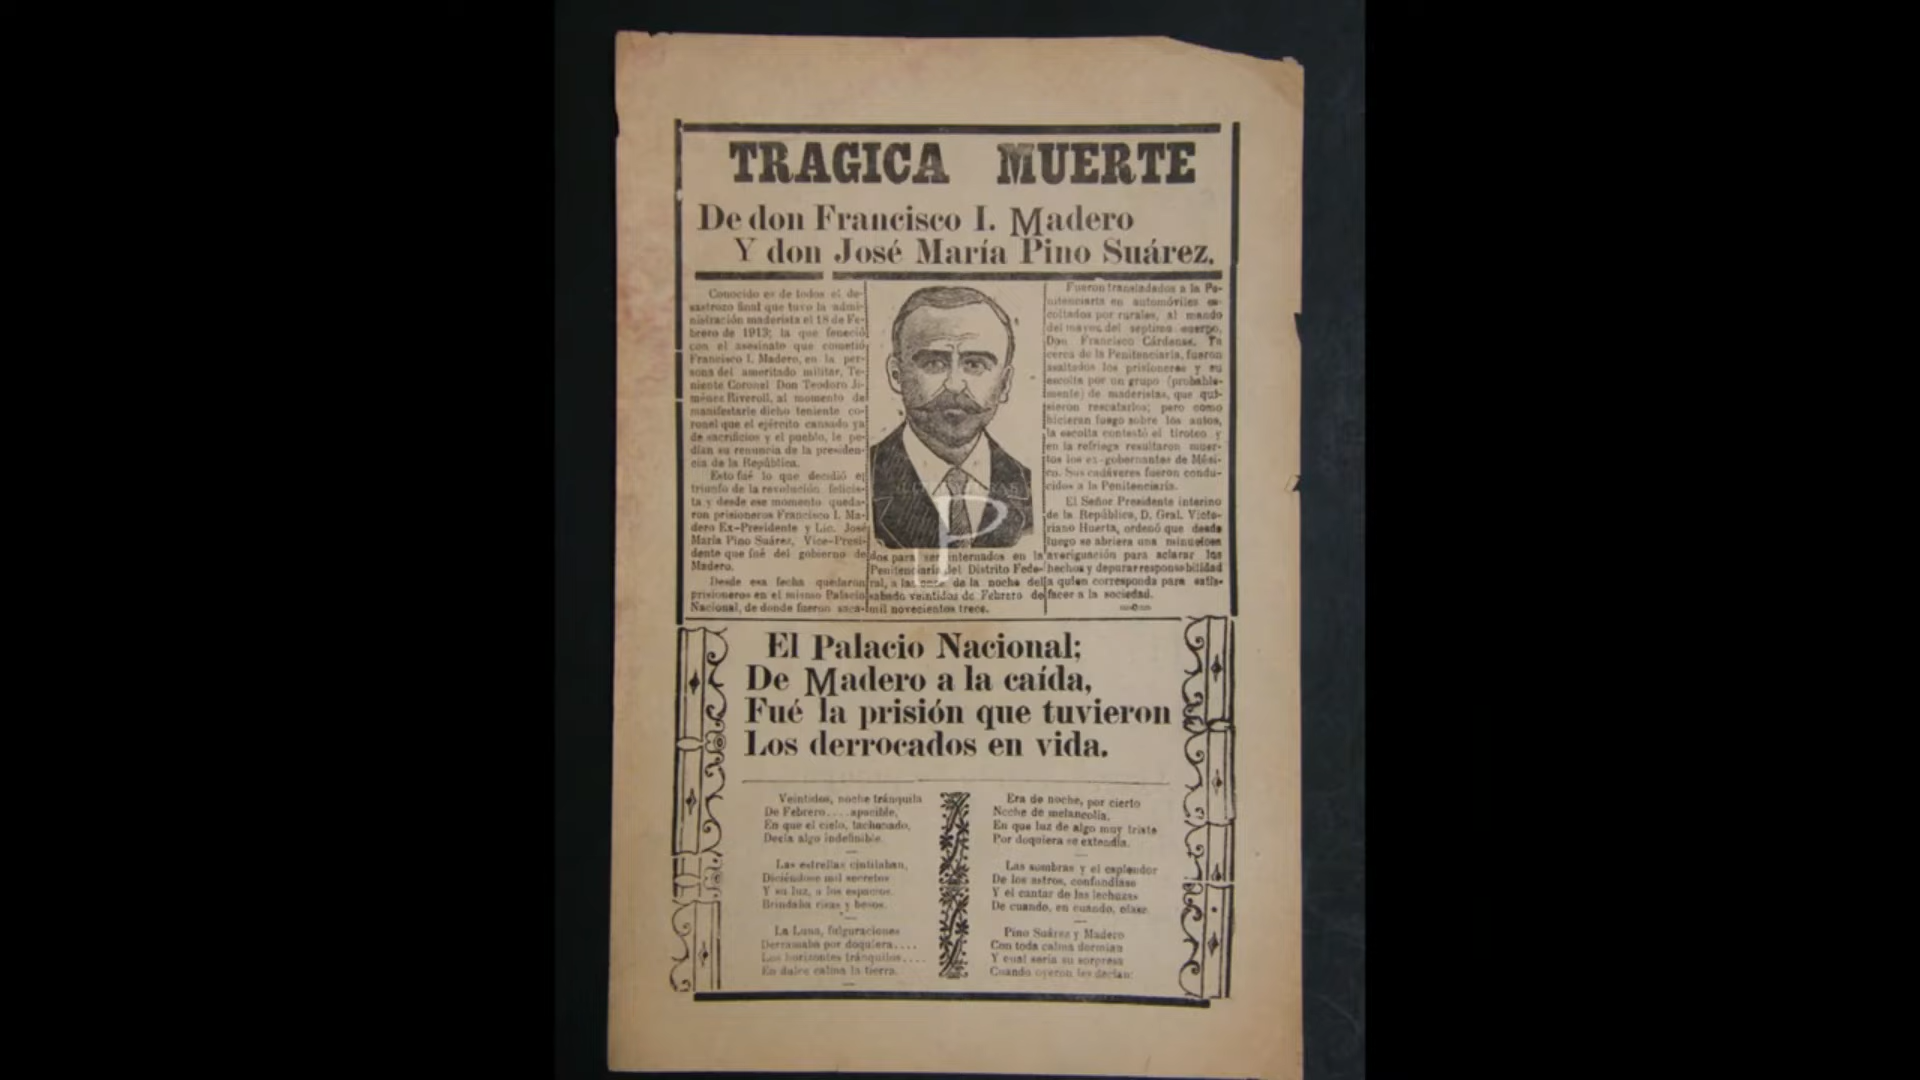 TRAGICA MUERTE
De don Francisco I. Madero
Y don José María Pino Suárez.
Conocido es de todos el de-
sastrozo final que tuvo la admi-
nistración maderista el 18 de Fe-
brero de 1913; la que feneció
con el asesinato que cometió
Francisco I. Madero, en la per-
sona del ameritado militar, Te-
niente Coronel Don Teodoro Ji-
ménez Riveroll, al momento de
manifestarle dicho teniente co-
ronel que el ejército cansado ya
de sacrificios y el pueblo, le pe-
dían su renuncia de la presiden-
cia de la República.
Esto fué lo que decidió el
triunfo de la revolución felicis-
ta y desde ese momento queda-
ron prisioneros Francisco I. Ma-
dero Ex-Presidente y Lic. José
María Pino Suárez, Vice-Presi-
dente que fué del gobierno de
Madero.
Desde esa fecha quedaron
prisioneros en el mismo Palacio
Nacional, de donde fueron saca-
dos para ser internados en la
Penitenciaría del Distrito Fede-
ral, a las once de la noche del
sabado veintidos de Febrero de
mil novecientos trece.
Fueron transladados a la Pe-
nitenciaría en automóviles es-
coltados por rurales, al mando
del mayor del septimo cuerpo,
Don Francisco Cárdenas. Ya
cerca de la Penitenciaría, fueron
asaltados los prisioneros y su
escolta por un grupo (probable-
mente) de maderistas, que qui-
sieron rescatarlos; pero como
hicieran fuego sobre los autos,
la escolta contestó el tiroteo y
en la refriega resultaron muer-
tos los ex-gobernantes de Méxi-
co. Sus cadáveres fueron condu-
cidos a la Penitenciaría.
El Señor Presidente interino
de la República, D. Gral. Victo-
riano Huerta, ordenó que desde
luego se abriera una minuciosa
averiguación para aclarar los
hechos y depurar responsabilidad
a quien corresponda para satis-
facer a la sociedad.
El Palacio Nacional;
De Madero a la caída,
Fué la prisión que tuvieron
Los derrocados en vida.
Veintidos, noche tránquila
De Febrero....apacible,
En que el cielo, tachonado,
Decía algo indefinible.
Las estrellas cintilaban,
Diciéndose mil secretos
Y su luz, a los espacios,
Brindaba risas y besos.
La Luna, fulguraciones
Derramaba por doquiera....
Los horizontes tránquilos....
En dulce calma la tierra.
Era de noche, por cierto
Noche de melancolía,
En que luz de algo muy triste
Por doquiera se extendía.
Las sombras y el esplendor
De los astros, confundíase
Y el cantar de las lechuzas
De cuando, en cuando, oíase.
Pino Suárez y Madero
Con toda calma dormían
Y cual sería su sorpresa
Cuando oyeron les decían: